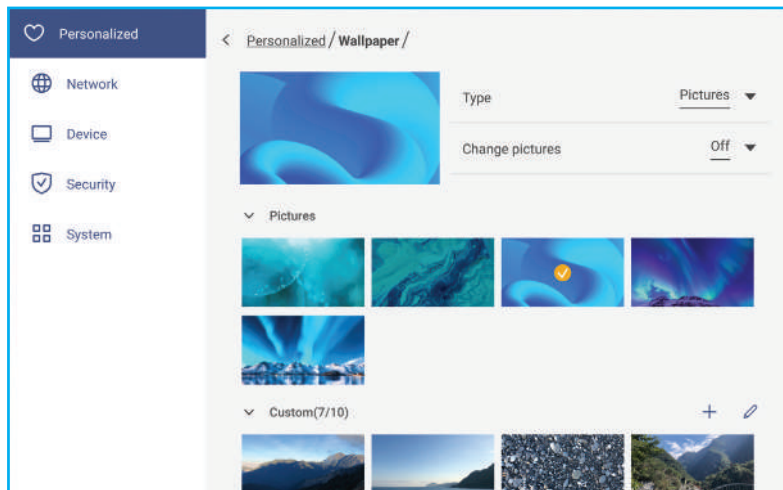 Personalized
Network
Device
Security
System
Personalized / Wallpaper /
Type Pictures
Change pictures Off
Pictures
Custom(7/10)